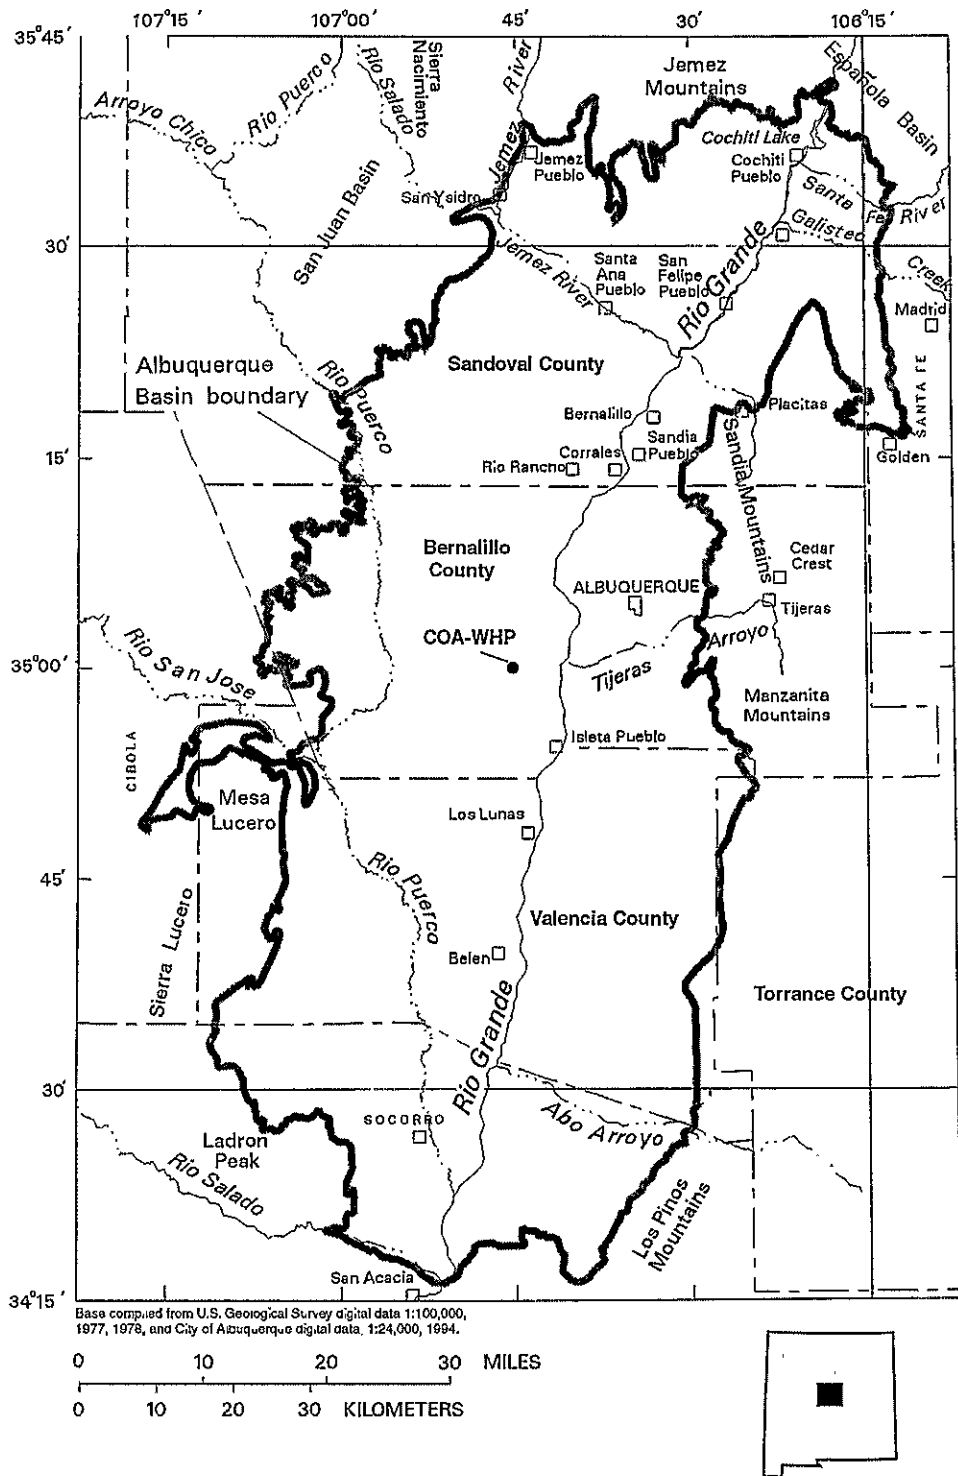 107°15′
107°00′
45′
30′
106°15′
35°45′
Sierra
Nacimiento
River
Jemez
Mountains
Española
Basin
Rio Puerco
Rio Salado
Arroyo Chico
Jemez
Jemez
Pueblo
Cochiti Lake
Cochiti
Pueblo
San Juan Basin
San Ysidro
Santa
Fe River
30′
Jemez River
Galisteo
Creek
Santa
Ana
Pueblo
San
Felipe
Pueblo
Rio Grande
Madrid
Albuquerque
Basin boundary
Rio Puerco
Sandoval County
SANTA FE
Placitas
Bernalillo
Sandia
Pueblo
Corrales
Rio Rancho
Golden
15′
Sandia Mountains
Bernalillo
County
Cedar
Crest
ALBUQUERQUE
Tijeras
COA-WHP
Tijeras
Arroyo
Rio San Jose
35°00′
Manzanita
Mountains
Isleta Pueblo
CIBOLA
Mesa
Lucero
Los Lunas
45′
Rio Puerco
Valencia County
Sierra Lucero
Belen
Torrance County
Rio Grande
30′
Abo Arroyo
SOCORRO
Ladron
Peak
Rio Salado
Los Pinos
Mountains
San Acacia
34°15′
Base compiled from U.S. Geological Survey digital data 1:100,000,
1977, 1978, and City of Albuquerque digital data, 1:24,000, 1994.
0 10 20 30 MILES
0 10 20 30 KILOMETERS